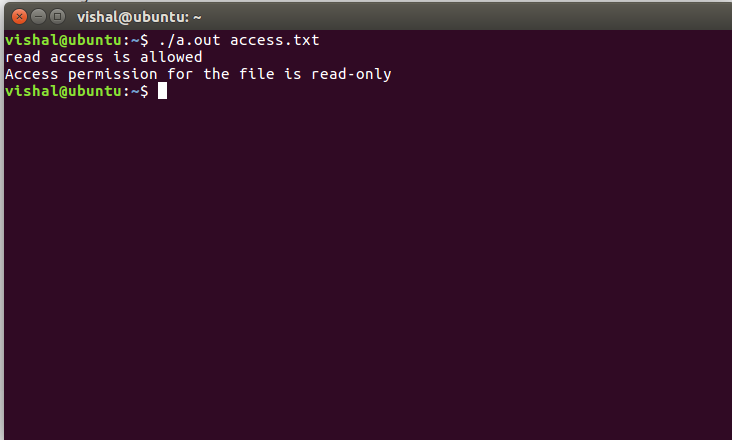 vishal@ubuntu: ~
vishal@ubuntu:~$ ./a.out access.txt
read access is allowed
Access permission for the file is read-only
vishal@ubuntu:~$